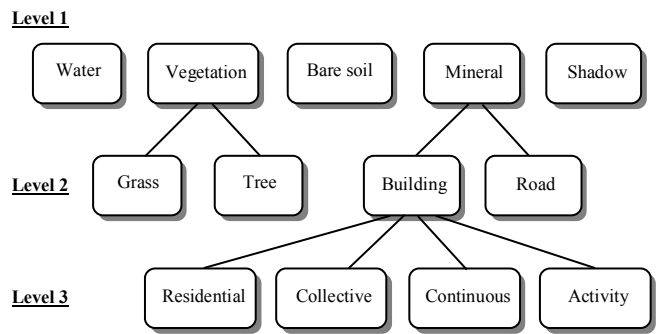 Level 1
Water
Vegetation
Bare soil
Mineral
Shadow
Level 2
Grass
Tree
Building
Road
Level 3
Residential
Collective
Continuous
Activity